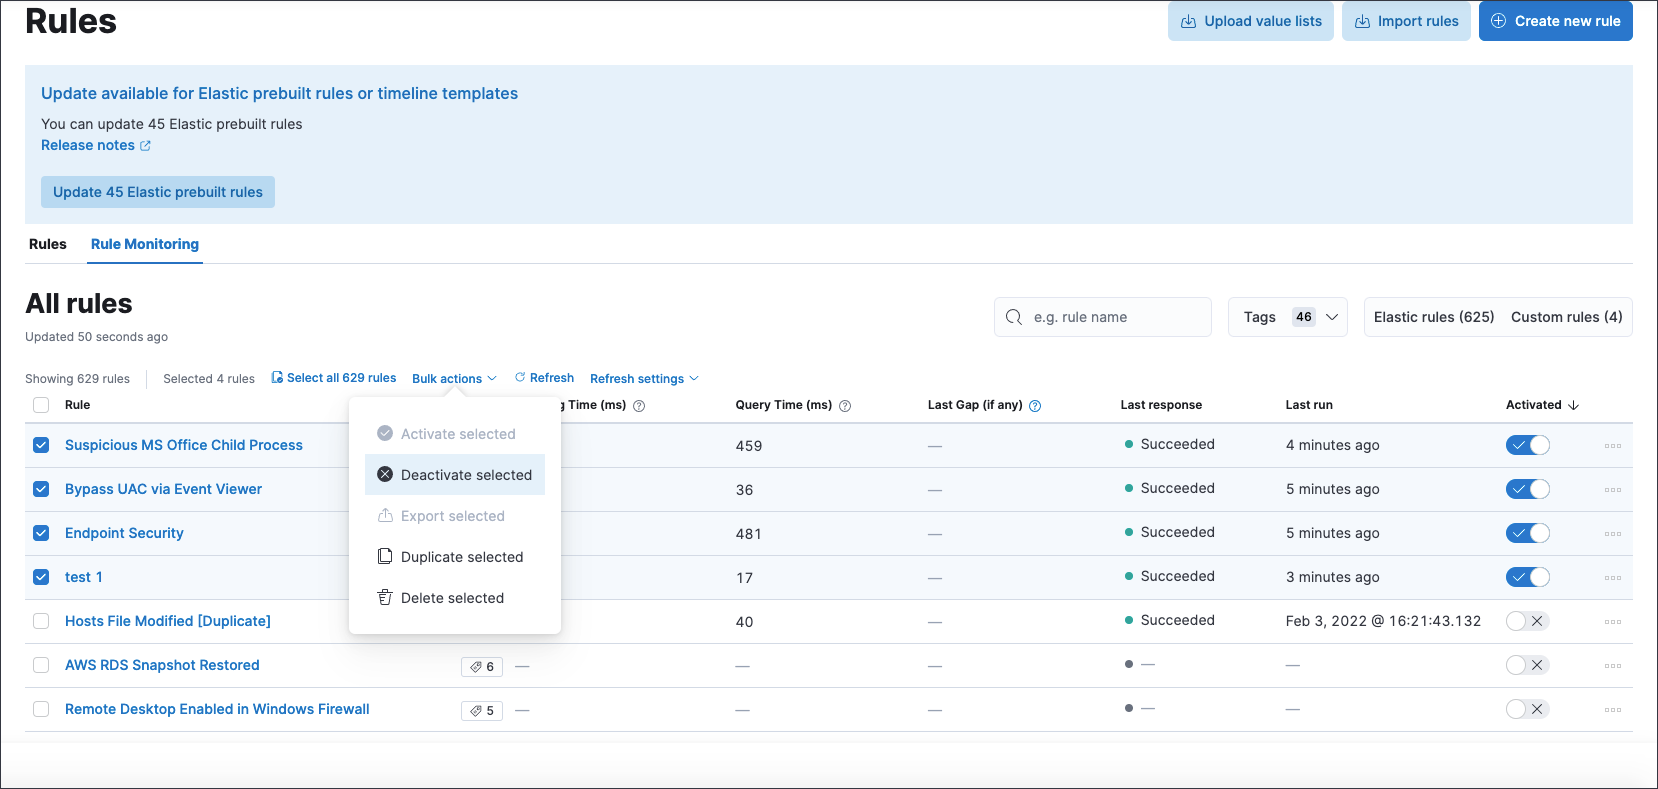 Rules
Upload value lists
Import rules
Create new rule
Update available for Elastic prebuilt rules or timeline templates
You can update 45 Elastic prebuilt rules
Release notes
Update 45 Elastic prebuilt rules
Rules Rule Monitoring
All rules
Updated 50 seconds ago
e.g. rule name
Tags 46
Elastic rules (625) Custom rules (4)
Showing 629 rules Selected 4 rules Select all 629 rules Bulk actions Refresh Refresh settings
Rule g Time (ms) Query Time (ms) Last Gap (if any) Last response Last run Activated
Activate selected
Deactivate selected
Export selected
Duplicate selected
Delete selected
Suspicious MS Office Child Process 459 — Succeeded 4 minutes ago
Bypass UAC via Event Viewer 36 — Succeeded 5 minutes ago
Endpoint Security 481 — Succeeded 5 minutes ago
test 1 17 — Succeeded 3 minutes ago
Hosts File Modified [Duplicate] 40 — Succeeded Feb 3, 2022 @ 16:21:43.132
AWS RDS Snapshot Restored 6 — — — — —
Remote Desktop Enabled in Windows Firewall 5 — — — — —